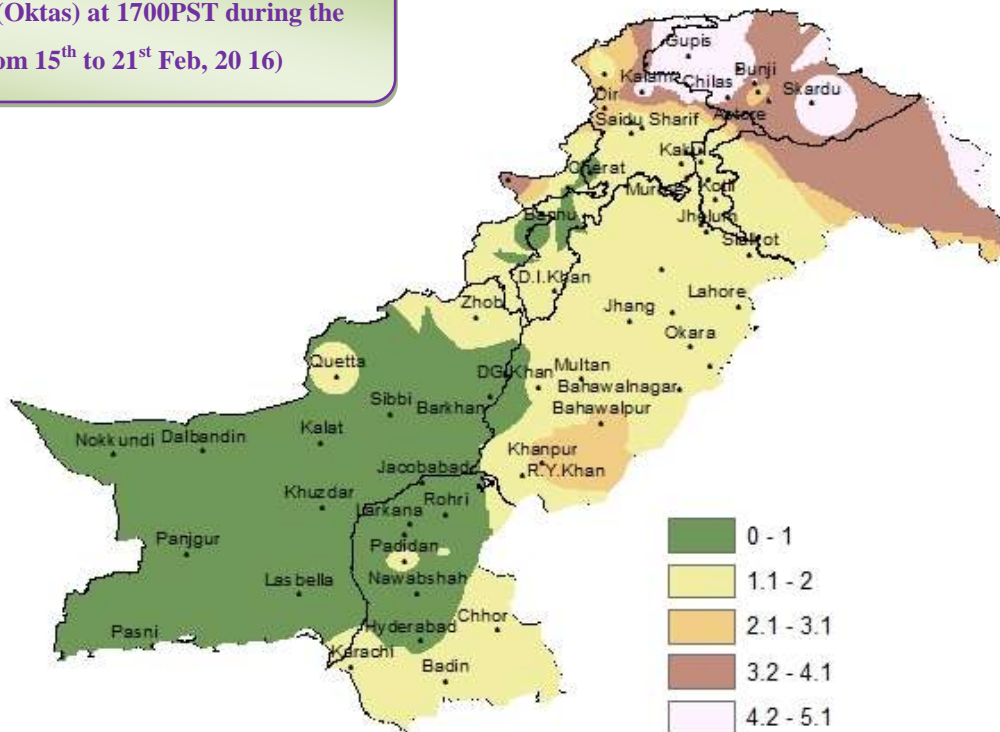 (Oktas) at 1700PST during the
om 15th to 21st Feb, 20 16)
Gupis
Kalam
Chilas
Bunji
Skardu
Dir
Astore
Saidu Sharif
Kakul
Cherat
Murree
Kotli
Bannu
Jhelum
Sialkot
D.I.Khan
Zhob
Jhang
Lahore
Okara
Quetta
DG.Khan
Multan
Bahawalnagar
Sibbi
Barkhan
Bahawalpur
Nokkundi
Dalbandin
Kalat
Khanpur
Jacobabad
R.Y.Khan
Khuzdar
Larkana
Rohri
Panjgur
Padidan
Lasbella
Nawabshah
Chhor
Pasni
Hyderabad
Karachi
Badin
0 - 1
1.1 - 2
2.1 - 3.1
3.2 - 4.1
4.2 - 5.1